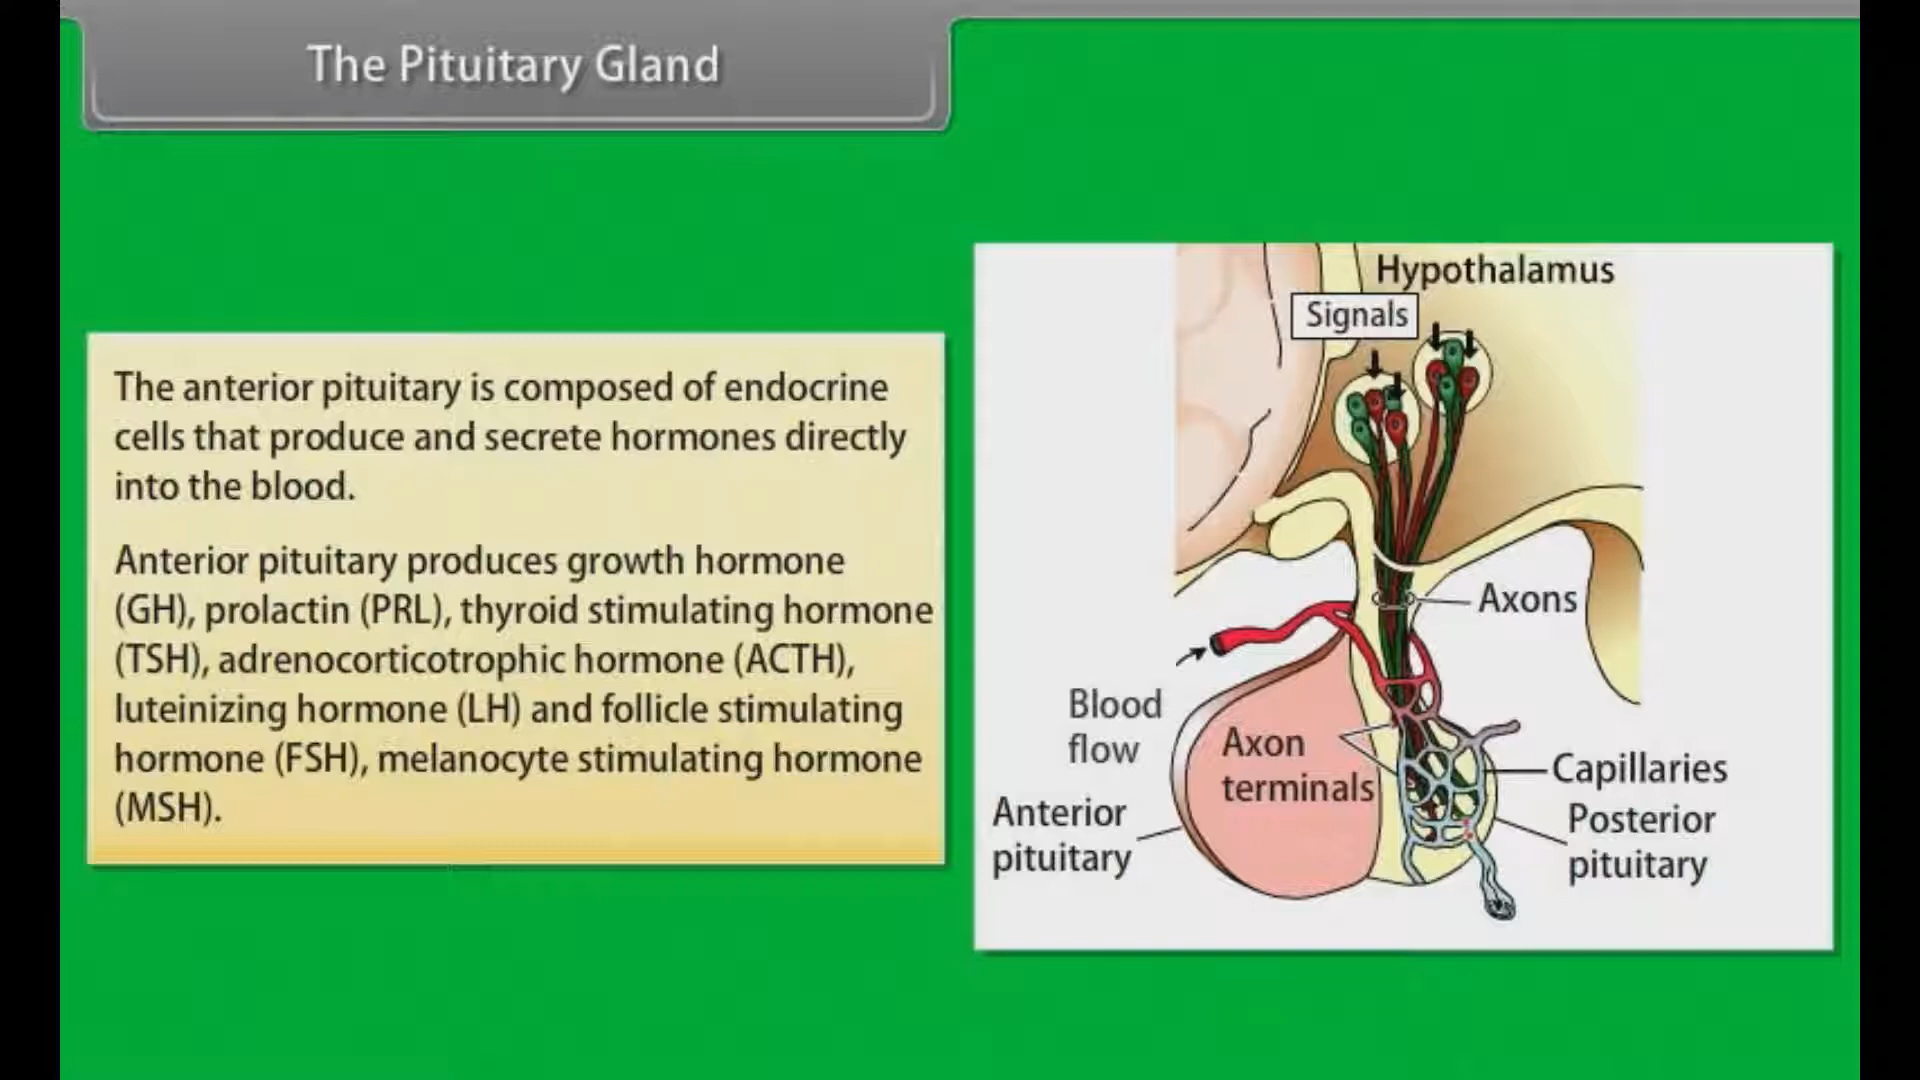 The Pituitary Gland
The anterior pituitary is composed of endocrine
cells that produce and secrete hormones directly
into the blood.
Anterior pituitary produces growth hormone
(GH), prolactin (PRL), thyroid stimulating hormone
(TSH), adrenocorticotrophic hormone (ACTH),
luteinizing hormone (LH) and follicle stimulating
hormone (FSH), melanocyte stimulating hormone
(MSH).
Hypothalamus
Signals
Axons
Blood
flow
Axon
terminals
Capillaries
Anterior
pituitary
Posterior
pituitary